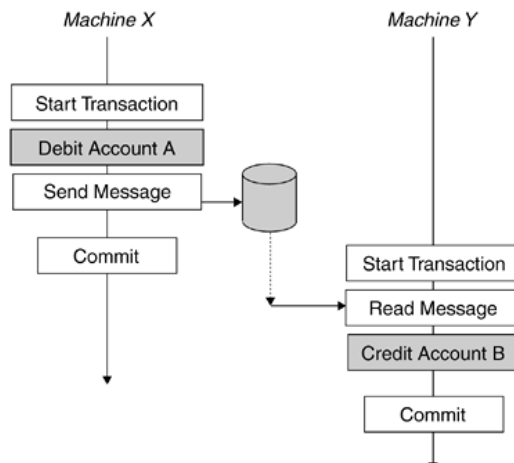 Machine X
Machine Y
Start Transaction
Debit Account A
Send Message
Commit
Start Transaction
Read Message
Credit Account B
Commit